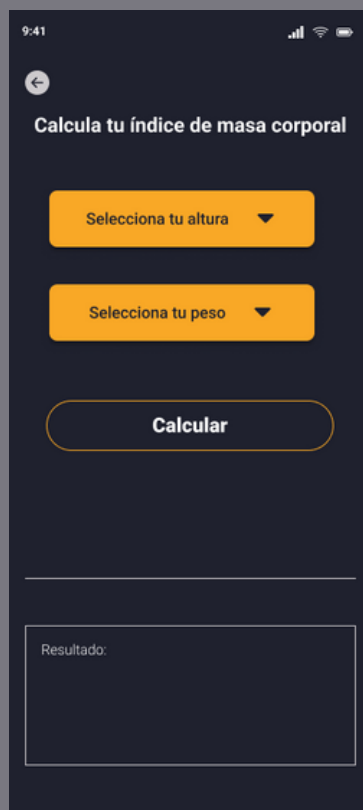 9:41
Calcula tu índice de masa corporal
Selecciona tu altura
Selecciona tu peso
Calcular
Resultado: